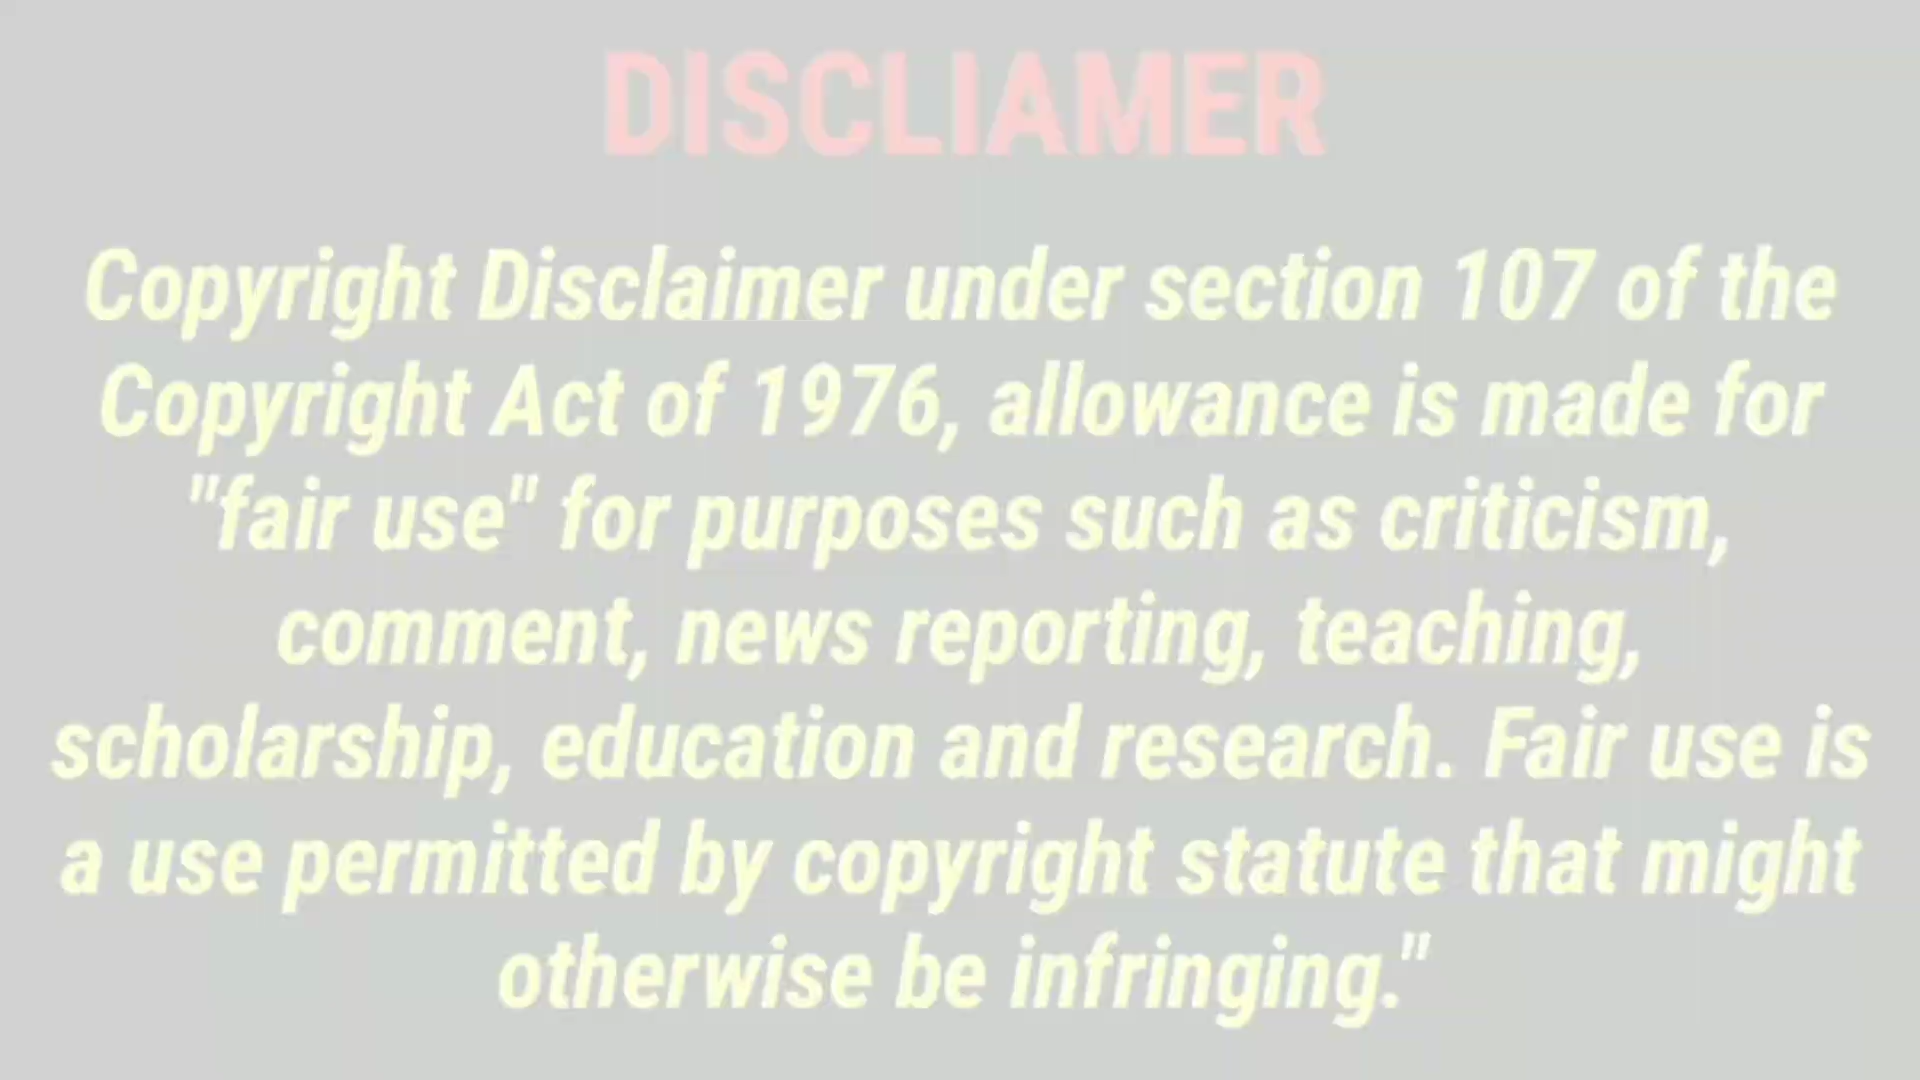 DISCLIAMER
Copyright Disclaimer under section 107 of the
Copyright Act of 1976, allowance is made for
"fair use" for purposes such as criticism,
comment, news reporting, teaching,
scholarship, education and research. Fair use is
a use permitted by copyright statute that might
otherwise be infringing."